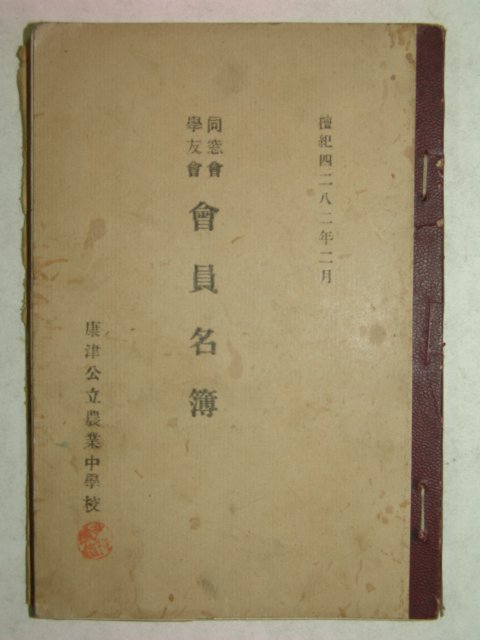 檀紀四二八二年二月
同窓會
學友會
會員名簿
康津公立農業中學校